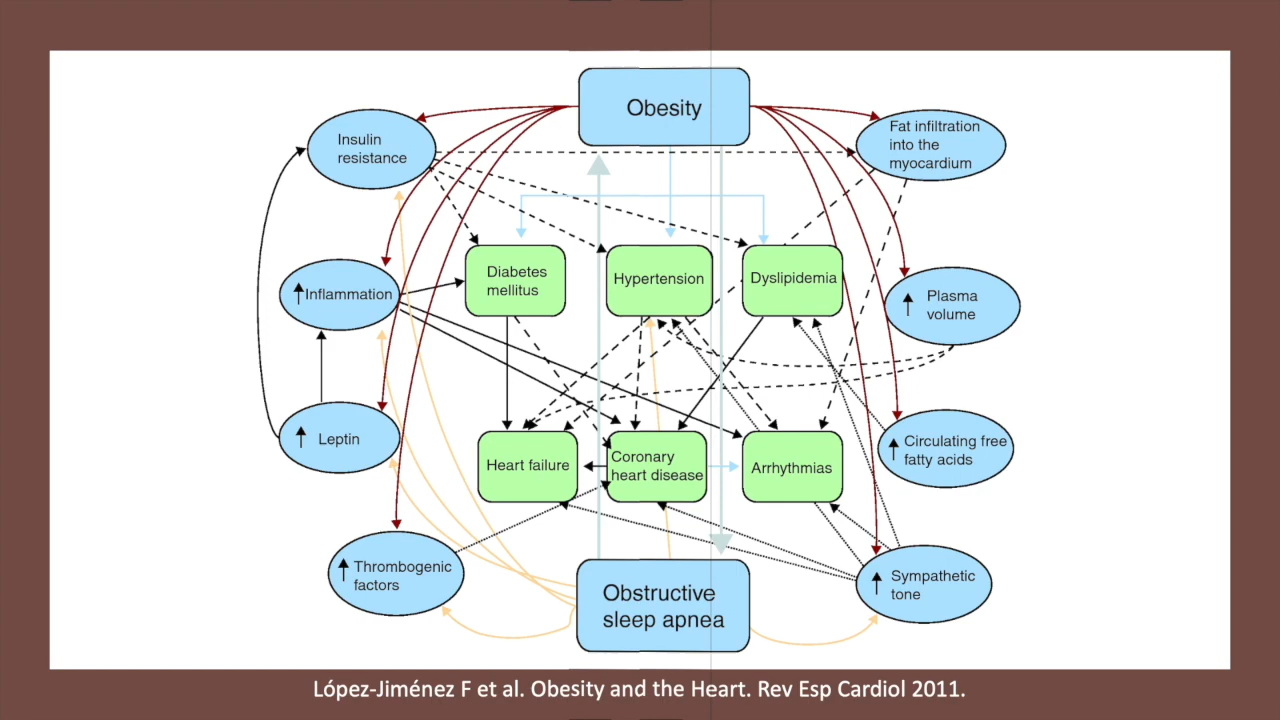 Obesity
Insulin
resistance
Fat infiltration
into the
myocardium
Diabetes
mellitus
Hypertension
Dyslipidemia
Inflammation
Plasma
volume
Leptin
Heart failure
Coronary
heart disease
Arrhythmias
Circulating free
fatty acids
Thrombogenic
factors
Obstructive
sleep apnea
Sympathetic
tone
López-Jiménez F et al. Obesity and the Heart. Rev Esp Cardiol 2011.